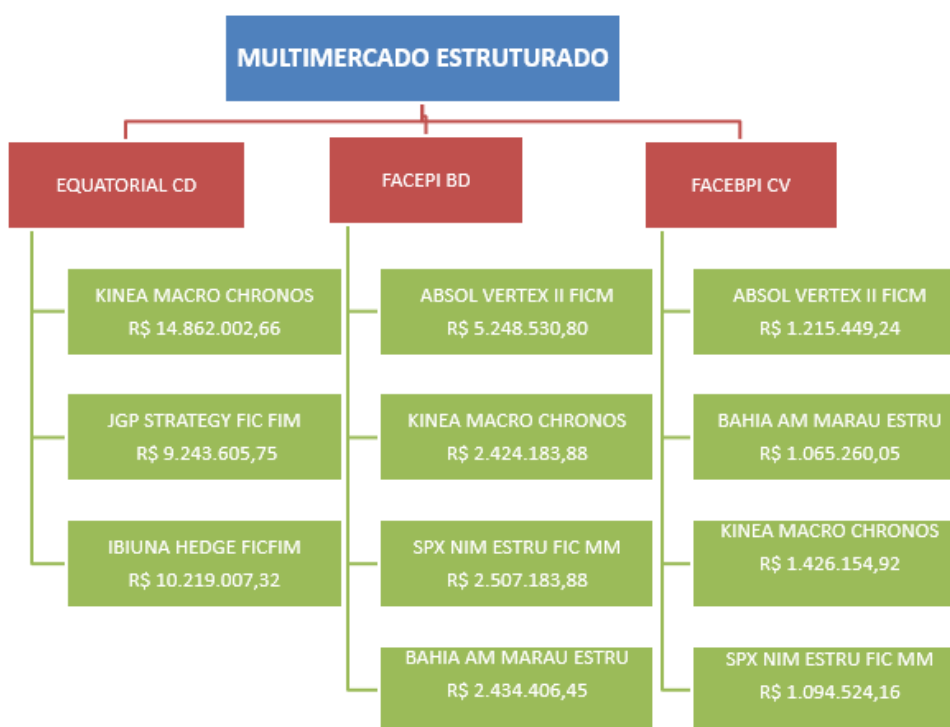 MULTIMERCADO ESTRUTURADO
EQUATORIAL CD
KINEA MACRO CHRONOS
R$ 14.862.002,66
JGP STRATEGY FIC FIM
R$ 9.243.605,75
IBIUNA HEDGE FICFIM
R$ 10.219.007,32
FACEPI BD
ABSOL VERTEX II FICM
R$ 5.248.530,80
KINEA MACRO CHRONOS
R$ 2.424.183,88
SPX NIM ESTRU FIC MM
R$ 2.507.183,88
BAHIA AM MARAU ESTRU
R$ 2.434.406,45
FACEBPI CV
ABSOL VERTEX II FICM
R$ 1.215.449,24
BAHIA AM MARAU ESTRU
R$ 1.065.260,05
KINEA MACRO CHRONOS
R$ 1.426.154,92
SPX NIM ESTRU FIC MM
R$ 1.094.524,16